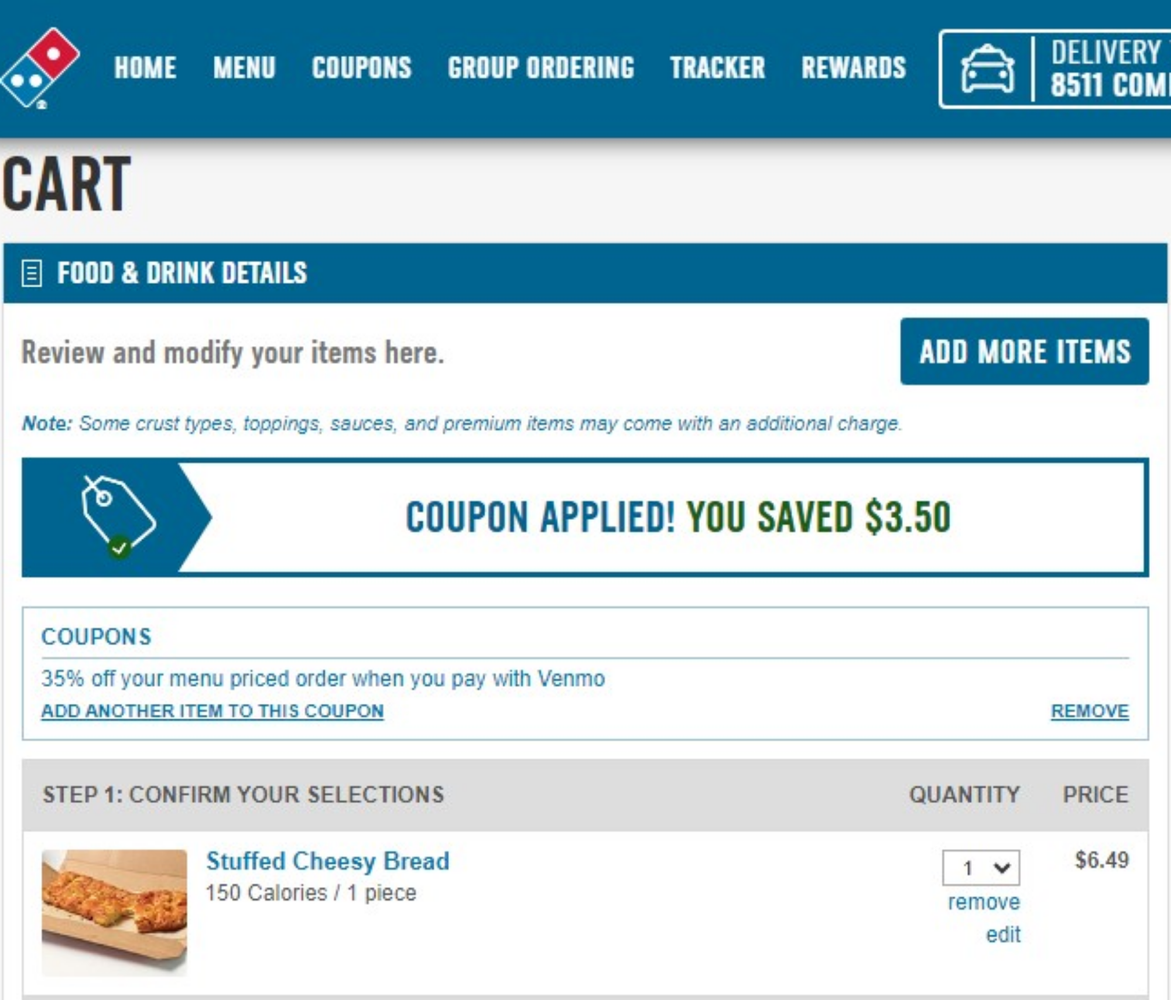 HOME MENU COUPONS GROUP ORDERING TRACKER REWARDS
DELIVERY
8511
CART
FOOD & DRINK DETAILS
Review and modify your items here.
ADD MORE ITEMS
Note: Some crust types, toppings, sauces, and premium items may come with an additional charge.
COUPON APPLIED! YOU SAVED $3.50
COUPONS
35% off your menu priced order when you pay with Venmo
ADD ANOTHER ITEM TO THIS COUPON REMOVE
STEP 1: CONFIRM YOUR SELECTIONS QUANTITY PRICE
Stuffed Cheesy Bread 1 $6.49
150 Calories / 1 piece
remove
edit